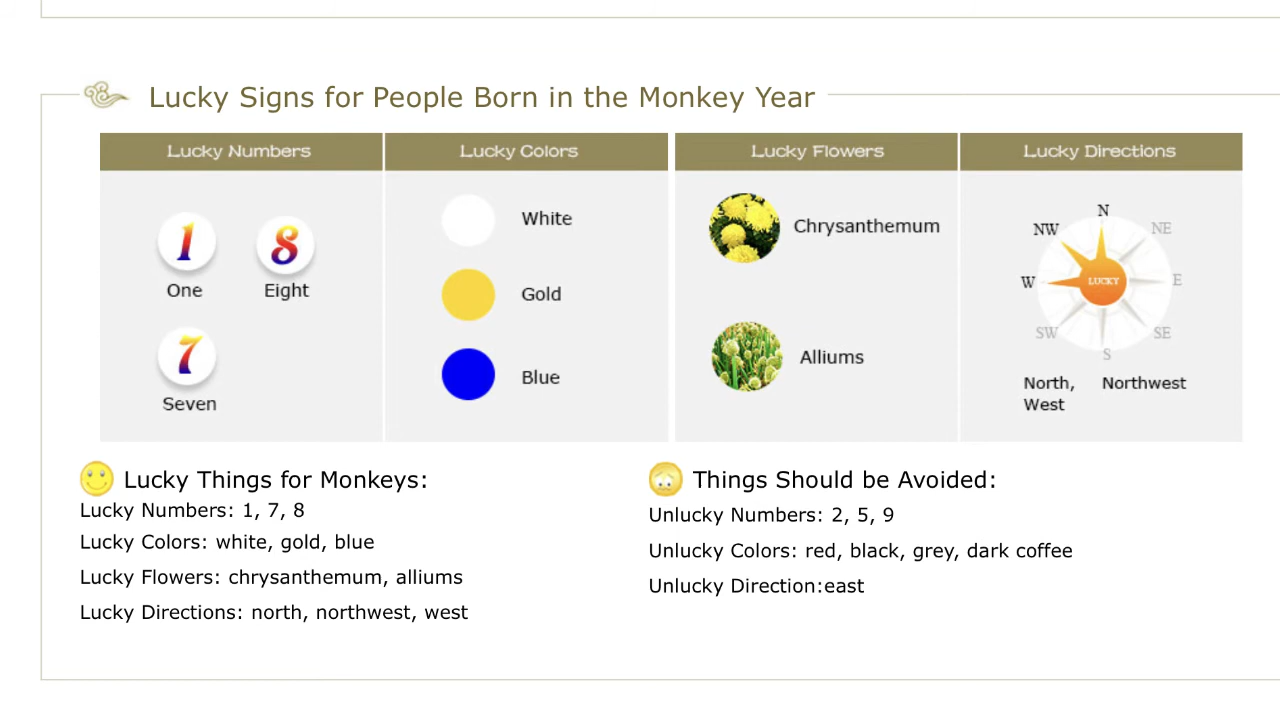 Lucky Signs for People Born in the Monkey Year
Lucky Numbers
Lucky Colors
Lucky Flowers
Lucky Directions
1
8
One
Eight
7
Seven
White
Gold
Blue
Chrysanthemum
Alliums
N
NW
NE
W
LUCKY
E
SW
SE
S
North,
West
Northwest
Lucky Things for Monkeys:
Lucky Numbers: 1, 7, 8
Lucky Colors: white, gold, blue
Lucky Flowers: chrysanthemum, alliums
Lucky Directions: north, northwest, west
Things Should be Avoided:
Unlucky Numbers: 2, 5, 9
Unlucky Colors: red, black, grey, dark coffee
Unlucky Direction:east